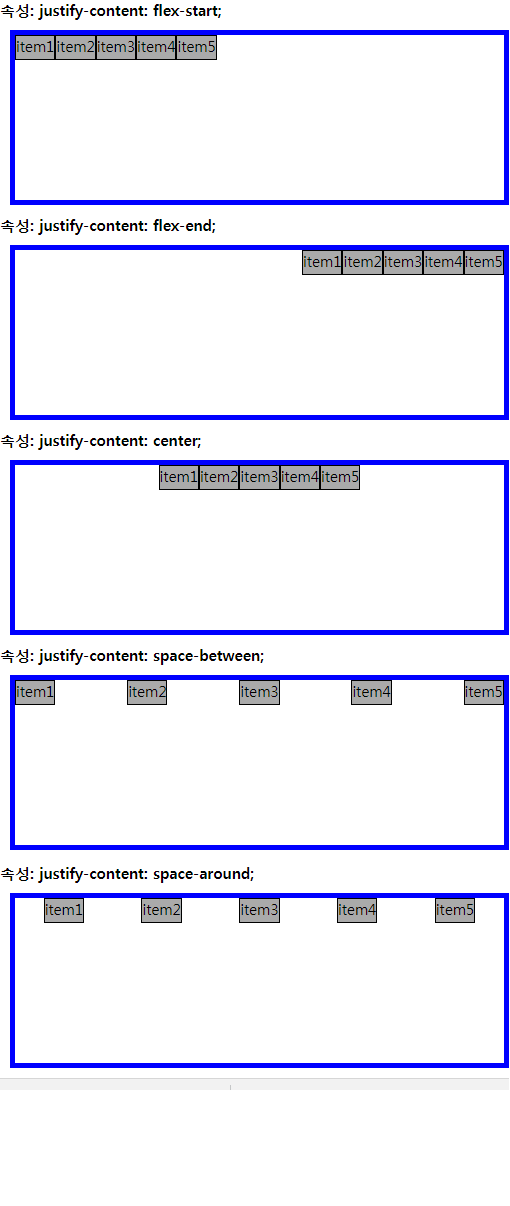 속성: justify-content: flex-start;
item1 item2 item3 item4 item5
속성: justify-content: flex-end;
item1 item2 item3 item4 item5
속성: justify-content: center;
item1 item2 item3 item4 item5
속성: justify-content: space-between;
item1 item2 item3 item4 item5
속성: justify-content: space-around;
item1 item2 item3 item4 item5